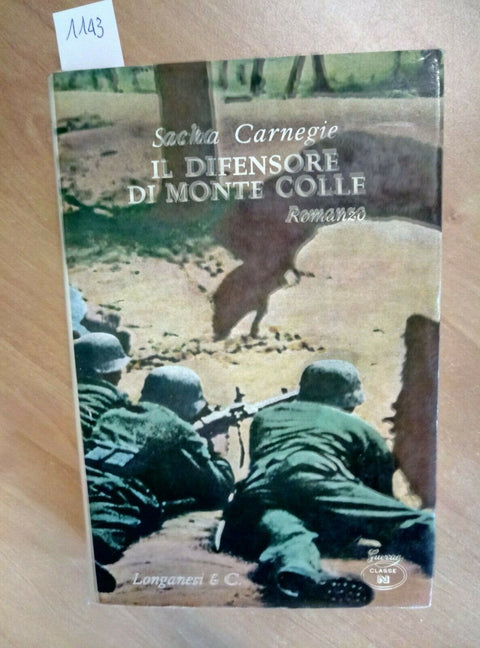 1143
Sacha Carnegie
IL DIFENSORE
DI MONTE COLLE
Romanzo
Longanesi & C.
Guerra
CLASSE
N